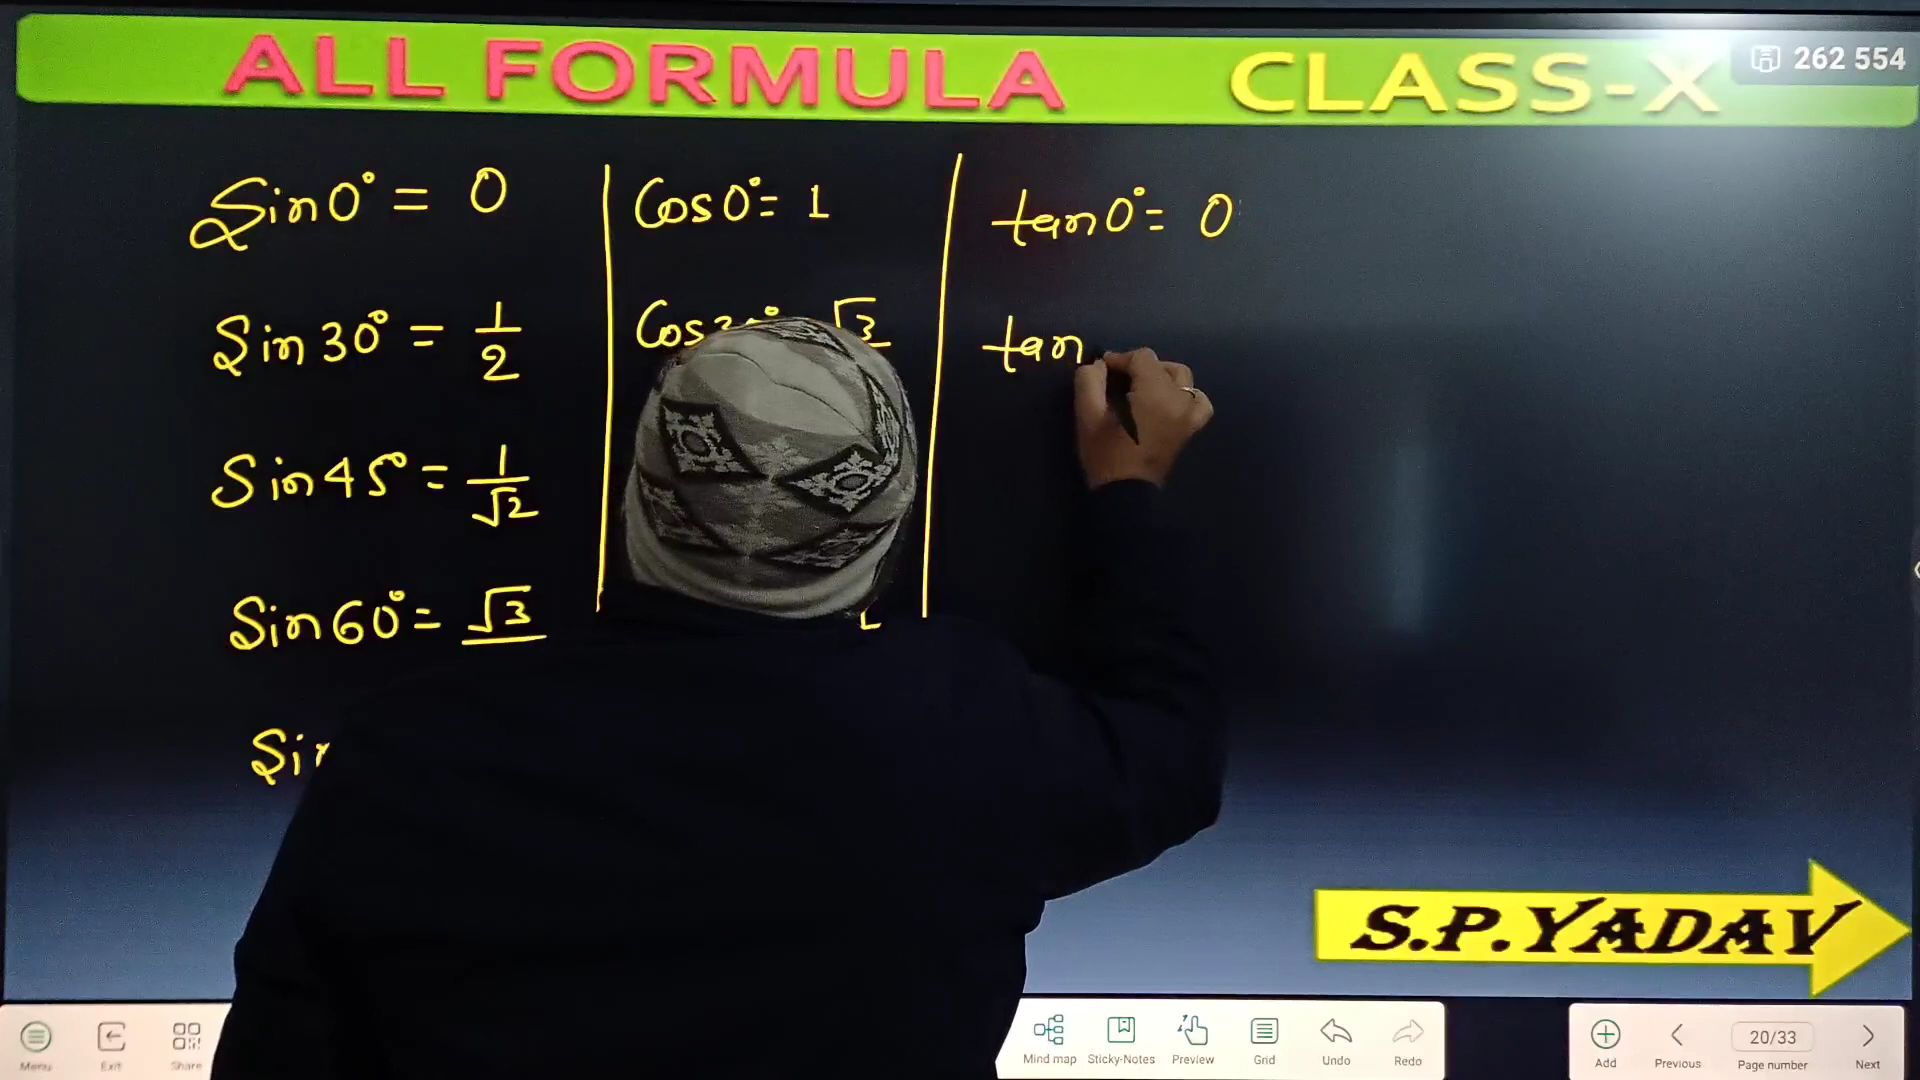 ALL FORMULA CLASS-X
262 554
Sin0° = 0
Sin30° = 1/2
Sin45° = 1/√2
Sin60° = √3
Cos0° = 1
√3
tan0° = 0
tan
S.P.YADAV
Menu
Exit
Share
Mind map
Sticky-Notes
Preview
Grid
Undo
Redo
Add
Previous
20/33
Page number
Next